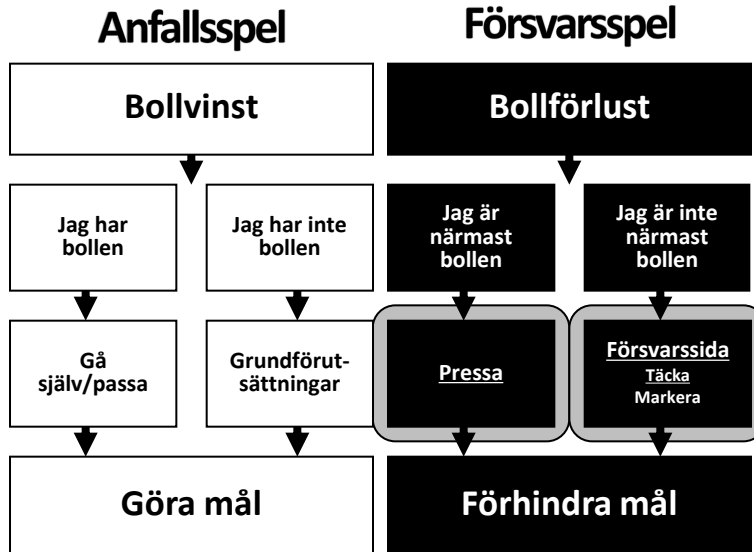 Anfallsspel
Försvarsspel
Bollvinst
Bollförlust
Jag har
bollen
Jag har inte
bollen
Jag är
närmast
bollen
Jag är inte
närmast
bollen
Gå
själv/passa
Grundförut-
sättningar
Pressa
Försvarssida
Täcka
Markera
Göra mål
Förhindra mål